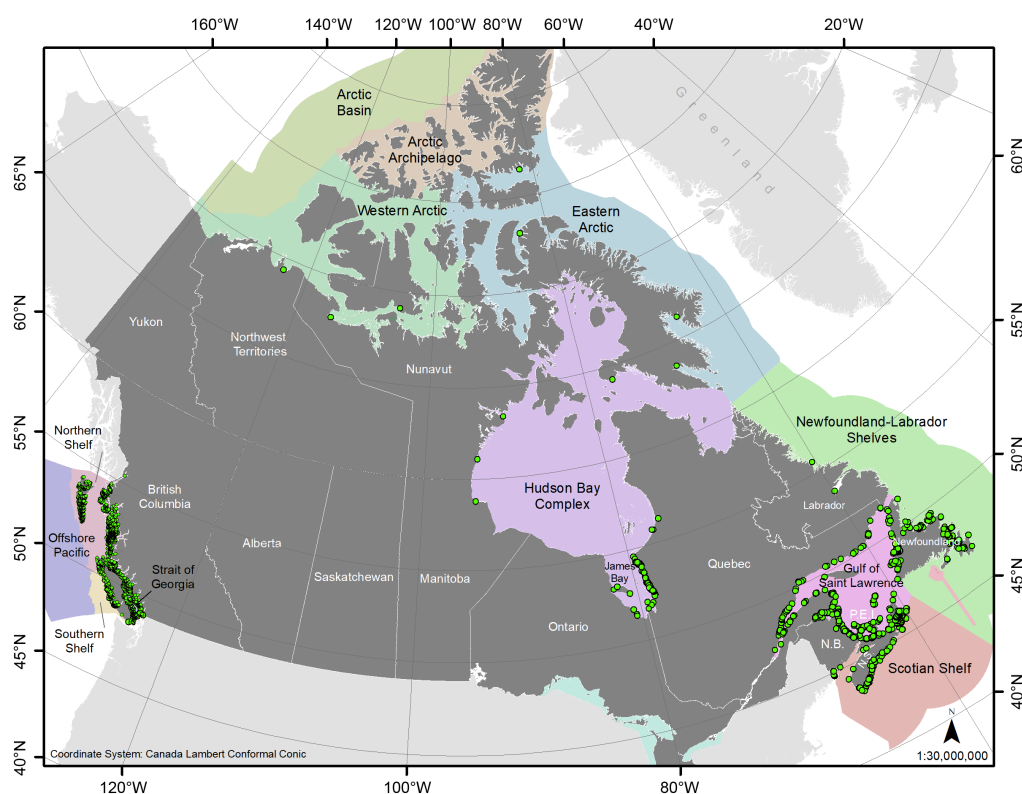 160°W 140°W 120°W 100°W 80°W 60°W 40°W 20°W
Arctic
Basin
Arctic
Archipelago
Greenland
65°N
60°N
Western Arctic
Eastern
Arctic
60°N
55°N
Yukon
Northwest
Territories
Nunavut
55°N
Northern
Shelf
Newfoundland-Labrador
Shelves
50°N
British
Columbia
Hudson Bay
Complex
Labrador
50°N
Offshore
Pacific
Alberta
Newfoundland
Strait of
Georgia
Saskatchewan
Manitoba
James
Bay
Quebec
Gulf of
Saint Lawrence
45°N
P.E.I.
Southern
Shelf
Ontario
N.B.
N.S.
Scotian Shelf
45°N
40°N
N
Coordinate System: Canada Lambert Conformal Conic
1:30,000,000
40°N
120°W 100°W 80°W